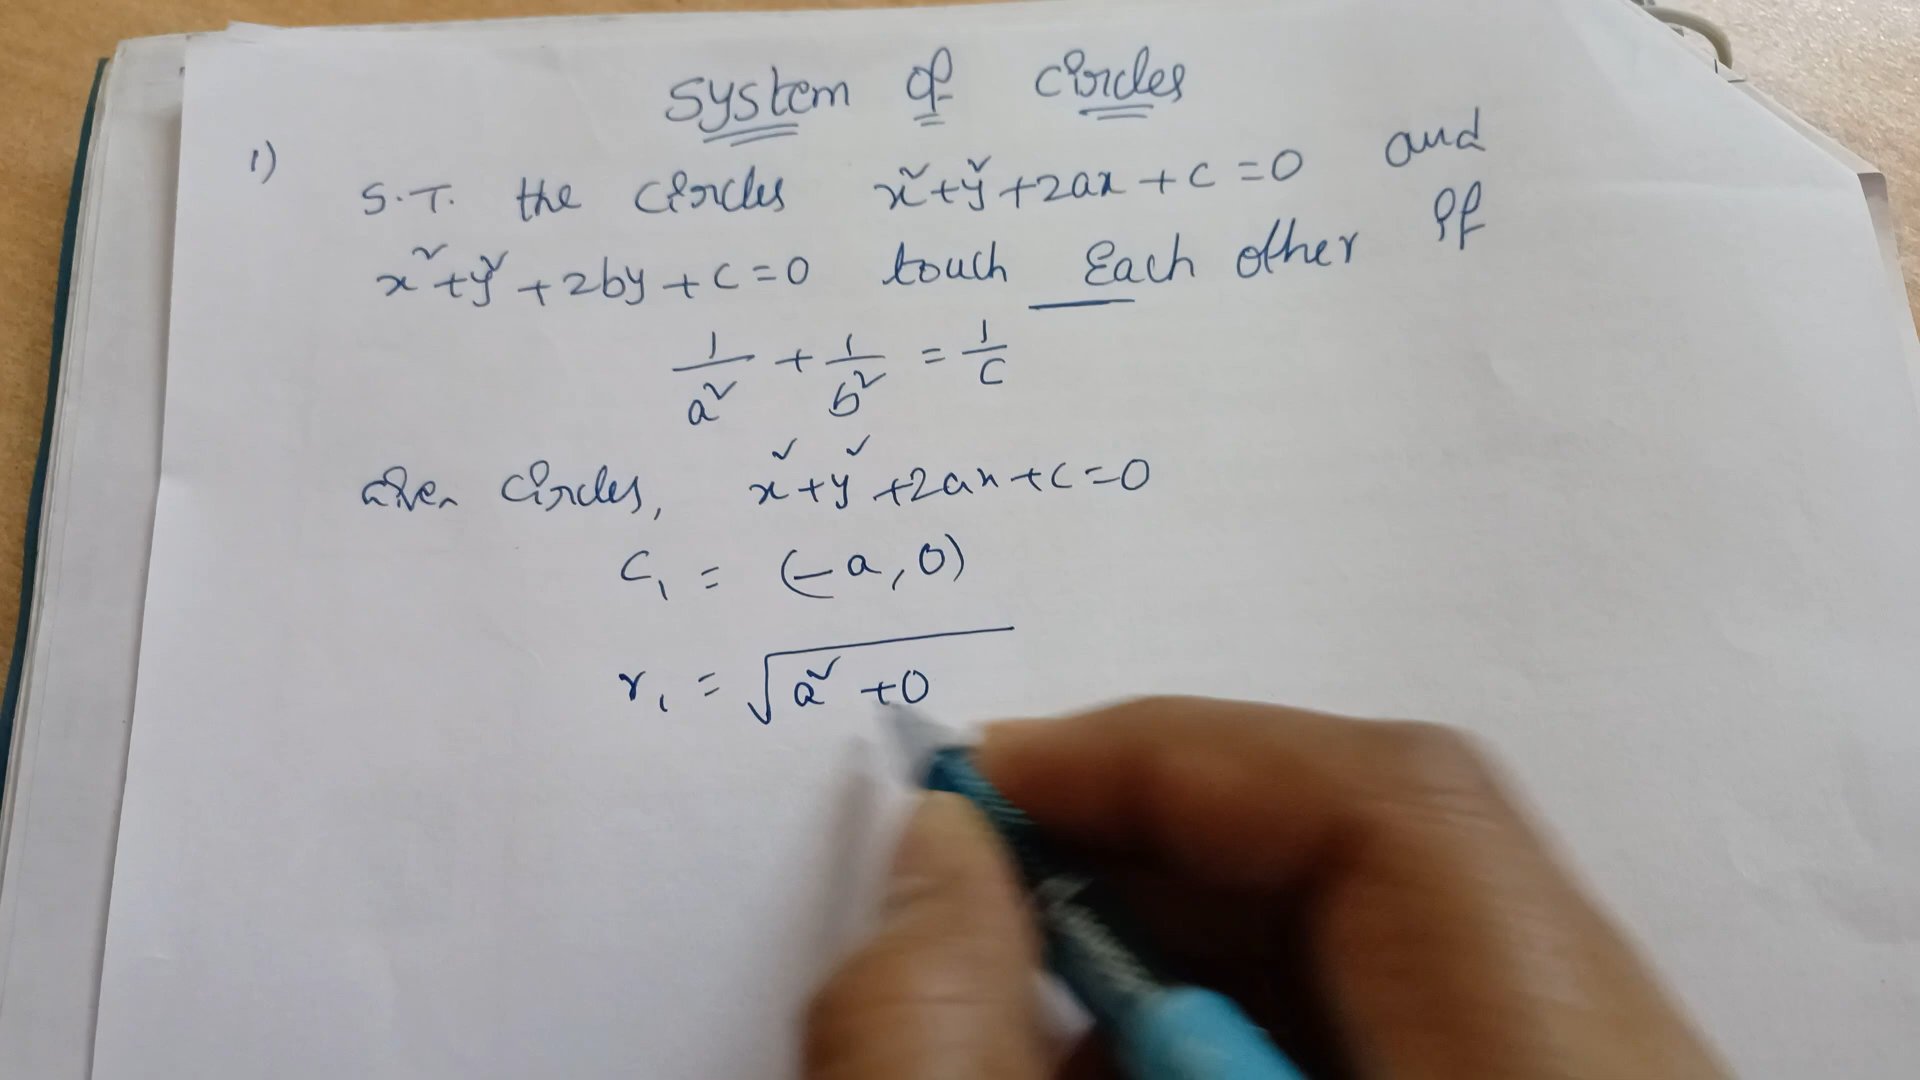 System of circles
1) S.T. the circles x²+y²+2ax+c=0 and
x²+y²+2by+c=0 touch Each other if
1/a² + 1/b² = 1/c
Given circles, x²+y²+2ax+c=0
C₁ = (-a, 0)
r₁ = √a²+0